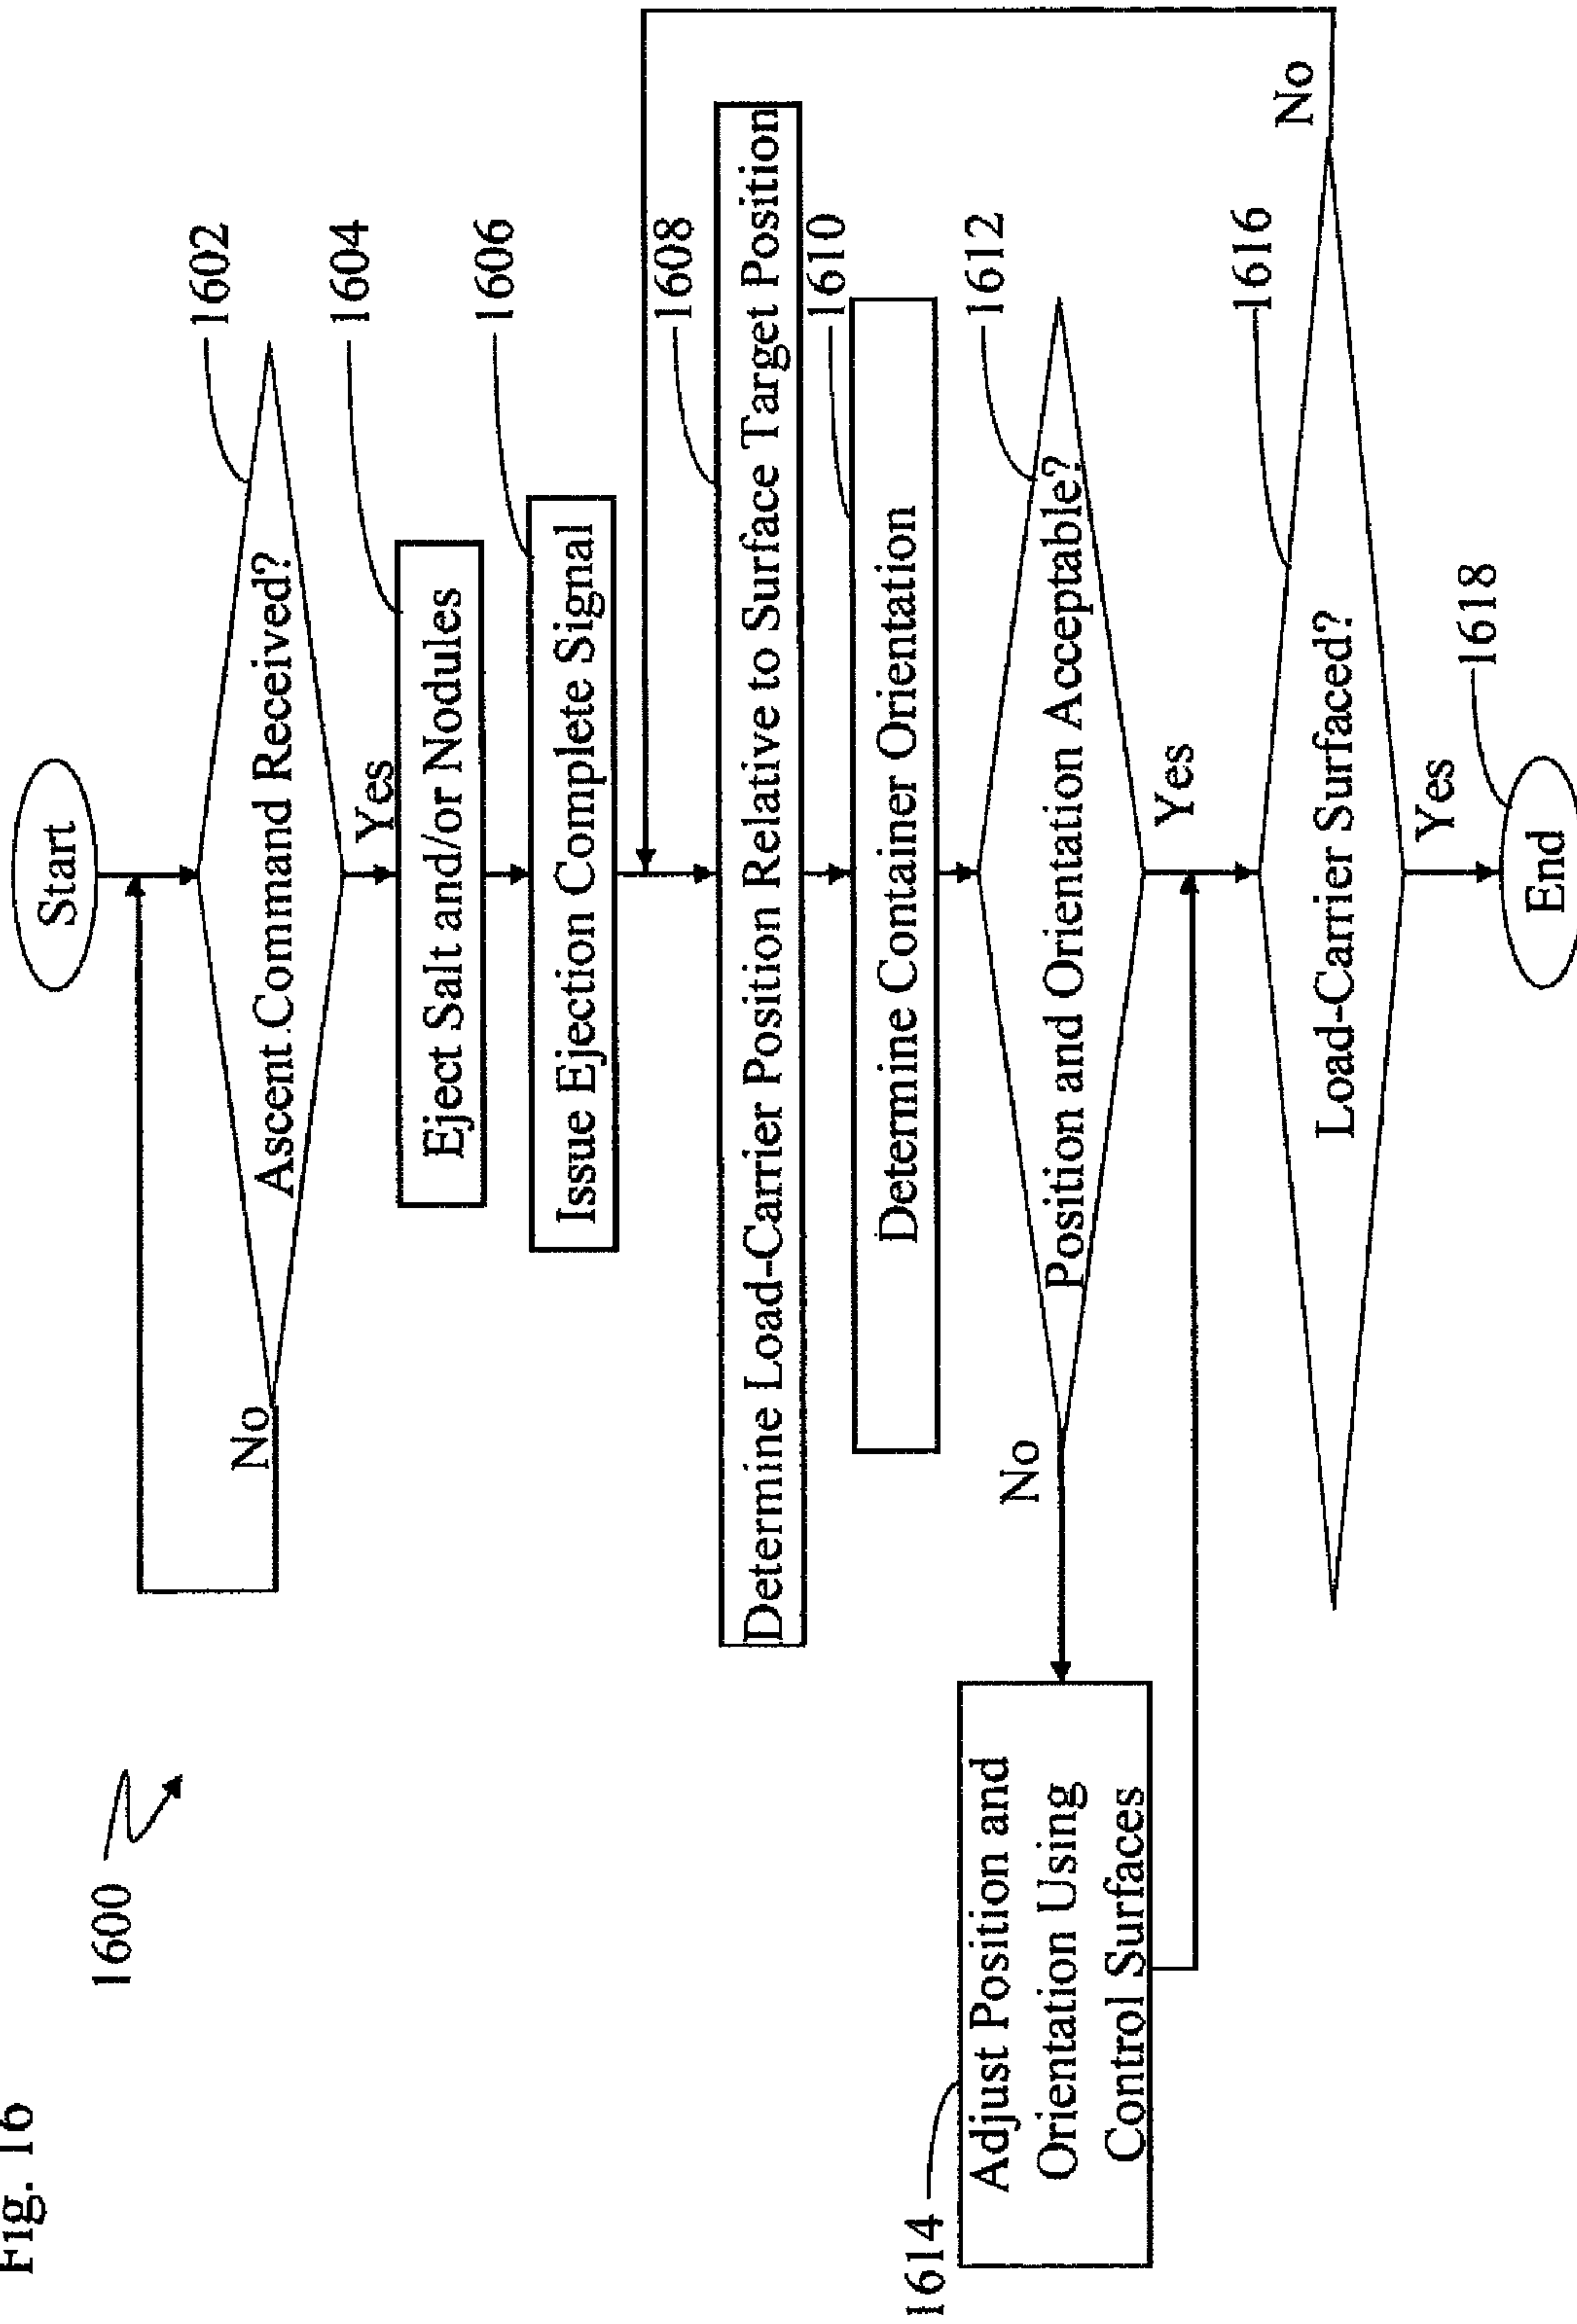 Fig. 16
1600
Start
1602
Ascent Command Received?
No
Yes
1604
Eject Salt and/or Nodules
1606
Issue Ejection Complete Signal
1608
Determine Load-Carrier Position Relative to Surface Target Position
1610
Determine Container Orientation
1612
Position and Orientation Acceptable?
No
Yes
1614
Adjust Position and
Orientation Using
Control Surfaces
1616
Load-Carrier Surfaced?
No
Yes
1618
End